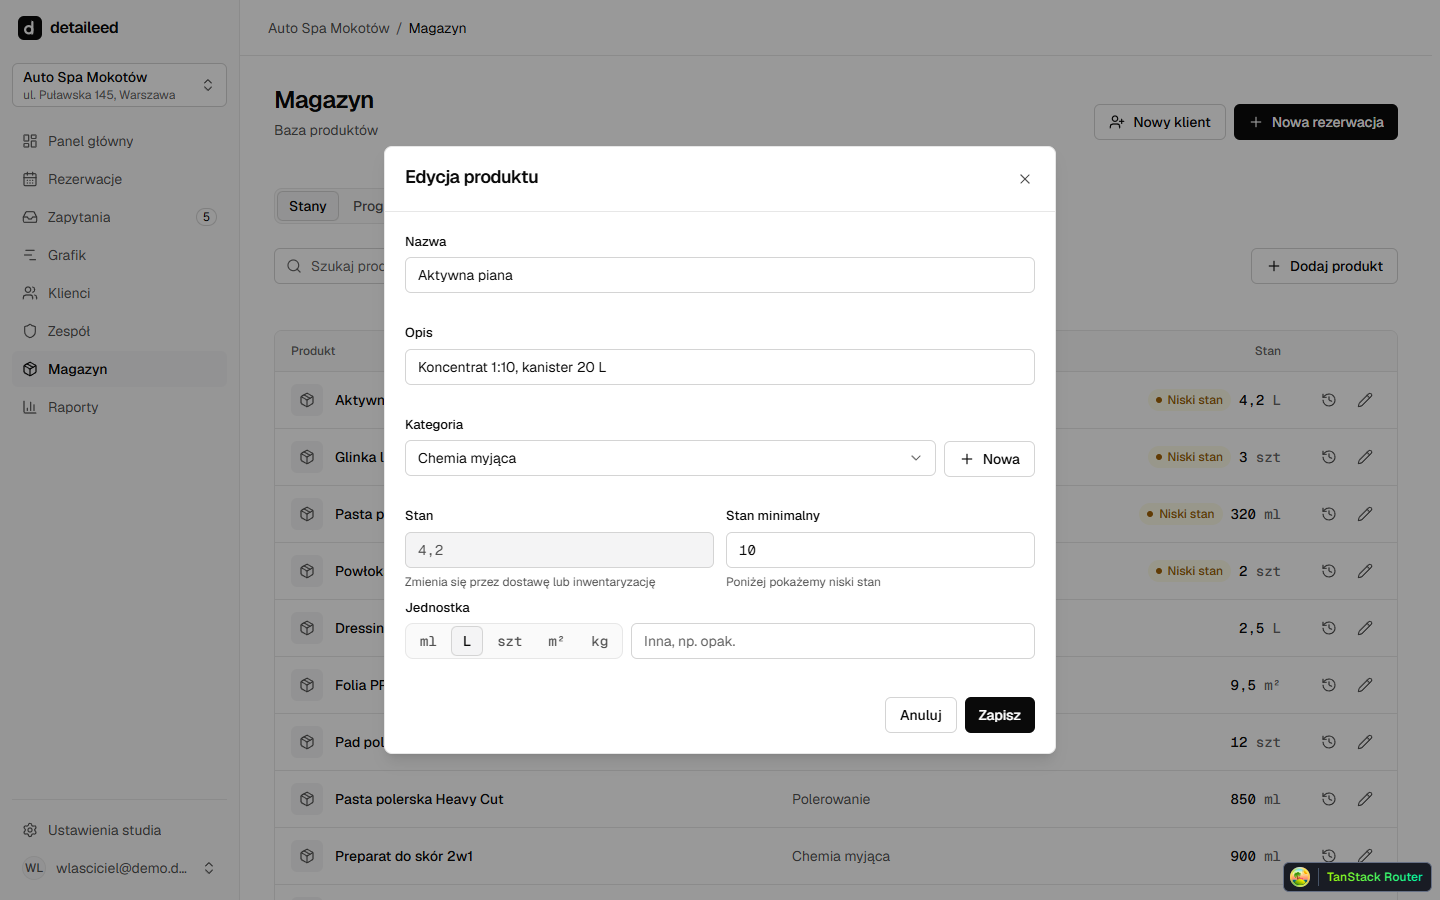 detaileed
Auto Spa Mokotów / Magazyn
Auto Spa Mokotów
ul. Puławska 145, Warszawa
Panel główny
Rezerwacje
Zapytania 5
Grafik
Klienci
Zespół
Magazyn
Raporty
Ustawienia studia
WL wlasciciel@demo.d...
Magazyn
Baza produktów
Nowy klient
Nowa rezerwacja
Stany
Szukaj
Dodaj produkt
Produkt Stan
Niski stan 4,2 L
Glinka Niski stan 3 szt
Pasta Niski stan 320 ml
Niski stan 2 szt
2,5 L
Folia 9,5 m²
Pad 12 szt
Pasta polerska Heavy Cut Polerowanie 850 ml
Preparat do skór 2w1 Chemia myjąca 900 ml
Edycja produktu
Nazwa
Aktywna piana
Opis
Koncentrat 1:10, kanister 20 L
Kategoria
Chemia myjąca
Nowa
Stan Stan minimalny
4,2 10
Zmienia się przez dostawę lub inwentaryzację Poniżej pokażemy niski stan
Jednostka
ml L szt m² kg Inna, np. opak.
Anuluj Zapisz
TanStack Router